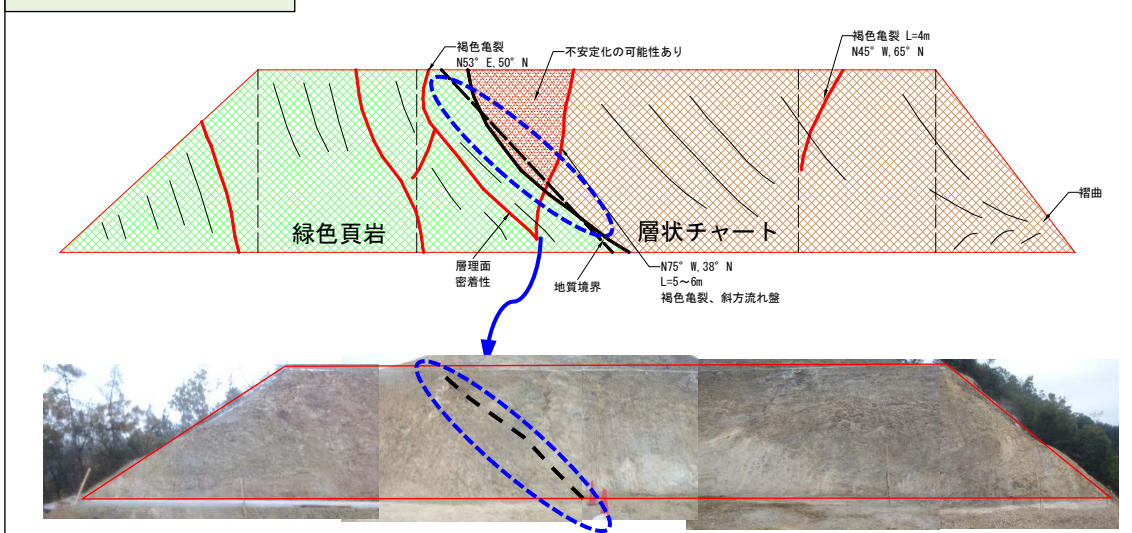 褐色亀裂
N53° E,50° N
不安定化の可能性あり
褐色亀裂 L=4m
N45° W,65° N
緑色頁岩
層状チャート
褶曲
層理面
密着性
地質境界
N75° W,38° N
L=5～6m
褐色亀裂、斜方流れ盤